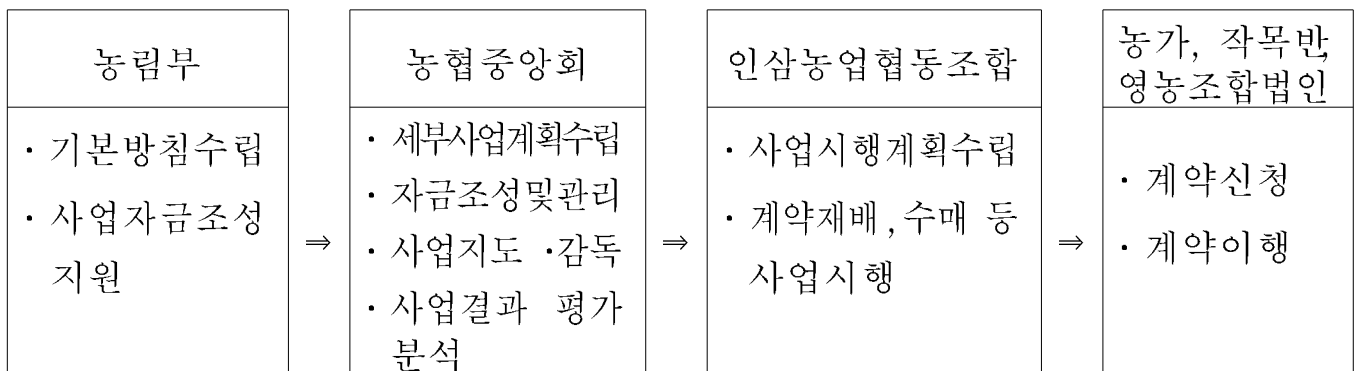 농림부
· 기본방침수립
· 사업자금조성
지원
⇒
농협중앙회
· 세부사업계획수립
· 자금조성및관리
· 사업지도 ·감독
· 사업결과 평가
분석
⇒
인삼농업협동조합
· 사업시행계획수립
· 계약재배,수매 등
사업시행
⇒
농가, 작목반,
영농조합법인
· 계약신청
· 계약이행